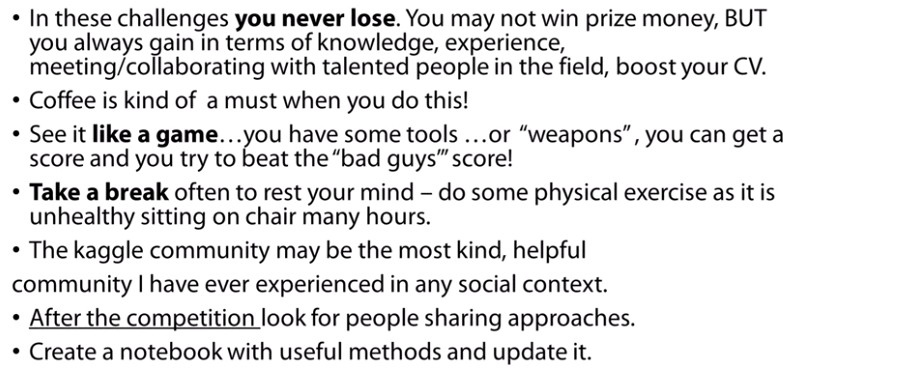 • In these challenges you never lose. You may not win prize money, BUT
you always gain in terms of knowledge, experience,
meeting/collaborating with talented people in the field, boost your CV.
• Coffee is kind of  a must when you do this!
• See it like a game…you have some tools …or “weapons” , you can get a
score and you try to beat the “bad guys’” score!
• Take a break often to rest your mind – do some physical exercise as it is
unhealthy sitting on chair many hours.
• The kaggle community may be the most kind, helpful
community I have ever experienced in any social context.
• After the competition look for people sharing approaches.
• Create a notebook with useful methods and update it.